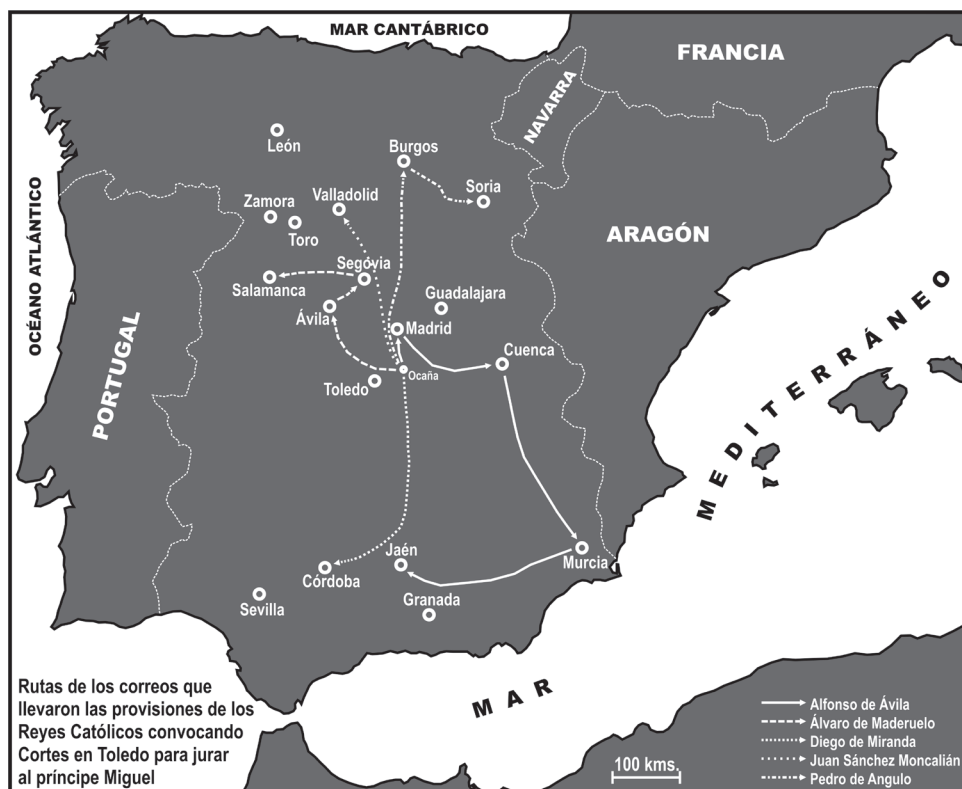 MAR CANTÁBRICO
FRANCIA
NAVARRA
León
Burgos
OCÉANO ATLÁNTICO
Zamora
Valladolid
Soria
Toro
ARAGÓN
Segovia
Salamanca
Guadalajara
Ávila
Madrid
Cuenca
PORTUGAL
Toledo
Ocaña
MEDITERRÁNEO
Jaén
Murcia
Córdoba
Sevilla
Granada
MAR
Rutas de los correos que
llevaron las provisiones de los
Reyes Católicos convocando
Cortes en Toledo para jurar
al príncipe Miguel
100 kms.
Alfonso de Ávila
Álvaro de Maderuelo
Diego de Miranda
Juan Sánchez Moncalián
Pedro de Angulo